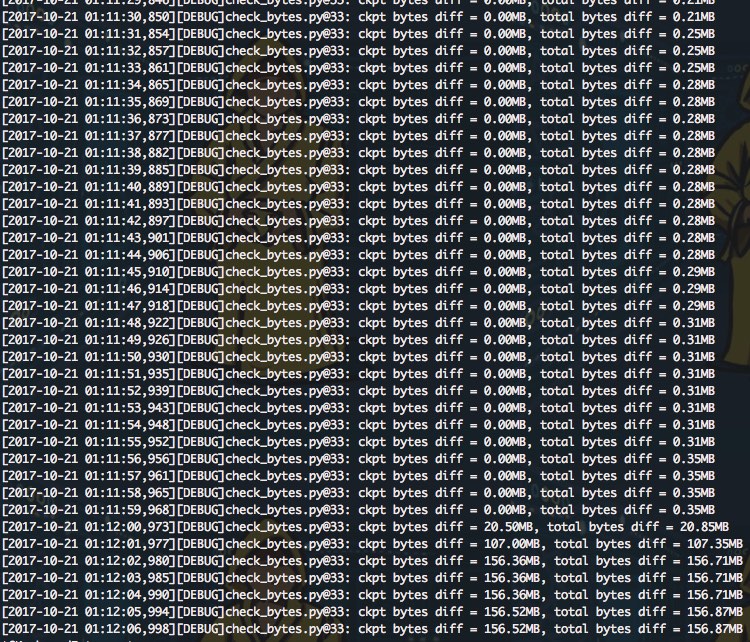 [2017-10-21 01:11:29,846][DEBUG]check_bytes.py@33: ckpt bytes diff = 0.00MB, total bytes diff = 0.21MB
[2017-10-21 01:11:30,850][DEBUG]check_bytes.py@33: ckpt bytes diff = 0.00MB, total bytes diff = 0.21MB
[2017-10-21 01:11:31,854][DEBUG]check_bytes.py@33: ckpt bytes diff = 0.00MB, total bytes diff = 0.25MB
[2017-10-21 01:11:32,857][DEBUG]check_bytes.py@33: ckpt bytes diff = 0.00MB, total bytes diff = 0.25MB
[2017-10-21 01:11:33,861][DEBUG]check_bytes.py@33: ckpt bytes diff = 0.00MB, total bytes diff = 0.25MB
[2017-10-21 01:11:34,865][DEBUG]check_bytes.py@33: ckpt bytes diff = 0.00MB, total bytes diff = 0.28MB
[2017-10-21 01:11:35,869][DEBUG]check_bytes.py@33: ckpt bytes diff = 0.00MB, total bytes diff = 0.28MB
[2017-10-21 01:11:36,873][DEBUG]check_bytes.py@33: ckpt bytes diff = 0.00MB, total bytes diff = 0.28MB
[2017-10-21 01:11:37,877][DEBUG]check_bytes.py@33: ckpt bytes diff = 0.00MB, total bytes diff = 0.28MB
[2017-10-21 01:11:38,882][DEBUG]check_bytes.py@33: ckpt bytes diff = 0.00MB, total bytes diff = 0.28MB
[2017-10-21 01:11:39,885][DEBUG]check_bytes.py@33: ckpt bytes diff = 0.00MB, total bytes diff = 0.28MB
[2017-10-21 01:11:40,889][DEBUG]check_bytes.py@33: ckpt bytes diff = 0.00MB, total bytes diff = 0.28MB
[2017-10-21 01:11:41,893][DEBUG]check_bytes.py@33: ckpt bytes diff = 0.00MB, total bytes diff = 0.28MB
[2017-10-21 01:11:42,897][DEBUG]check_bytes.py@33: ckpt bytes diff = 0.00MB, total bytes diff = 0.28MB
[2017-10-21 01:11:43,901][DEBUG]check_bytes.py@33: ckpt bytes diff = 0.00MB, total bytes diff = 0.28MB
[2017-10-21 01:11:44,906][DEBUG]check_bytes.py@33: ckpt bytes diff = 0.00MB, total bytes diff = 0.28MB
[2017-10-21 01:11:45,910][DEBUG]check_bytes.py@33: ckpt bytes diff = 0.00MB, total bytes diff = 0.29MB
[2017-10-21 01:11:46,914][DEBUG]check_bytes.py@33: ckpt bytes diff = 0.00MB, total bytes diff = 0.29MB
[2017-10-21 01:11:47,918][DEBUG]check_bytes.py@33: ckpt bytes diff = 0.00MB, total bytes diff = 0.29MB
[2017-10-21 01:11:48,922][DEBUG]check_bytes.py@33: ckpt bytes diff = 0.00MB, total bytes diff = 0.31MB
[2017-10-21 01:11:49,926][DEBUG]check_bytes.py@33: ckpt bytes diff = 0.00MB, total bytes diff = 0.31MB
[2017-10-21 01:11:50,930][DEBUG]check_bytes.py@33: ckpt bytes diff = 0.00MB, total bytes diff = 0.31MB
[2017-10-21 01:11:51,935][DEBUG]check_bytes.py@33: ckpt bytes diff = 0.00MB, total bytes diff = 0.31MB
[2017-10-21 01:11:52,939][DEBUG]check_bytes.py@33: ckpt bytes diff = 0.00MB, total bytes diff = 0.31MB
[2017-10-21 01:11:53,943][DEBUG]check_bytes.py@33: ckpt bytes diff = 0.00MB, total bytes diff = 0.31MB
[2017-10-21 01:11:54,948][DEBUG]check_bytes.py@33: ckpt bytes diff = 0.00MB, total bytes diff = 0.31MB
[2017-10-21 01:11:55,952][DEBUG]check_bytes.py@33: ckpt bytes diff = 0.00MB, total bytes diff = 0.31MB
[2017-10-21 01:11:56,956][DEBUG]check_bytes.py@33: ckpt bytes diff = 0.00MB, total bytes diff = 0.35MB
[2017-10-21 01:11:57,961][DEBUG]check_bytes.py@33: ckpt bytes diff = 0.00MB, total bytes diff = 0.35MB
[2017-10-21 01:11:58,965][DEBUG]check_bytes.py@33: ckpt bytes diff = 0.00MB, total bytes diff = 0.35MB
[2017-10-21 01:11:59,968][DEBUG]check_bytes.py@33: ckpt bytes diff = 0.00MB, total bytes diff = 0.35MB
[2017-10-21 01:12:00,973][DEBUG]check_bytes.py@33: ckpt bytes diff = 20.50MB, total bytes diff = 20.85MB
[2017-10-21 01:12:01,977][DEBUG]check_bytes.py@33: ckpt bytes diff = 107.00MB, total bytes diff = 107.35MB
[2017-10-21 01:12:02,980][DEBUG]check_bytes.py@33: ckpt bytes diff = 156.36MB, total bytes diff = 156.71MB
[2017-10-21 01:12:03,985][DEBUG]check_bytes.py@33: ckpt bytes diff = 156.36MB, total bytes diff = 156.71MB
[2017-10-21 01:12:04,990][DEBUG]check_bytes.py@33: ckpt bytes diff = 156.36MB, total bytes diff = 156.71MB
[2017-10-21 01:12:05,994][DEBUG]check_bytes.py@33: ckpt bytes diff = 156.52MB, total bytes diff = 156.87MB
[2017-10-21 01:12:06,998][DEBUG]check_bytes.py@33: ckpt bytes diff = 156.52MB, total bytes diff = 156.87MB